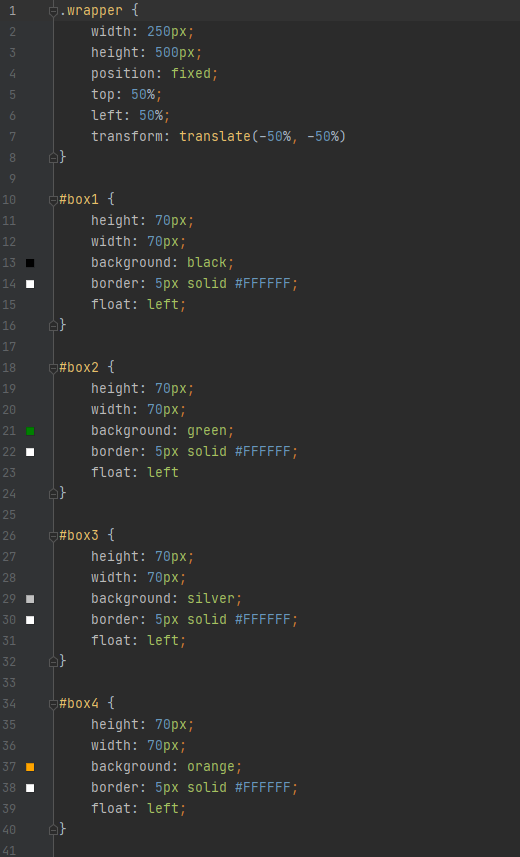 1 .wrapper {
2     width: 250px;
3     height: 500px;
4     position: fixed;
5     top: 50%;
6     left: 50%;
7     transform: translate(-50%, -50%)
8 }
9
10 #box1 {
11     height: 70px;
12     width: 70px;
13     background: black;
14     border: 5px solid #FFFFFF;
15     float: left;
16 }
17
18 #box2 {
19     height: 70px;
20     width: 70px;
21     background: green;
22     border: 5px solid #FFFFFF;
23     float: left
24 }
25
26 #box3 {
27     height: 70px;
28     width: 70px;
29     background: silver;
30     border: 5px solid #FFFFFF;
31     float: left;
32 }
33
34 #box4 {
35     height: 70px;
36     width: 70px;
37     background: orange;
38     border: 5px solid #FFFFFF;
39     float: left;
40 }
41